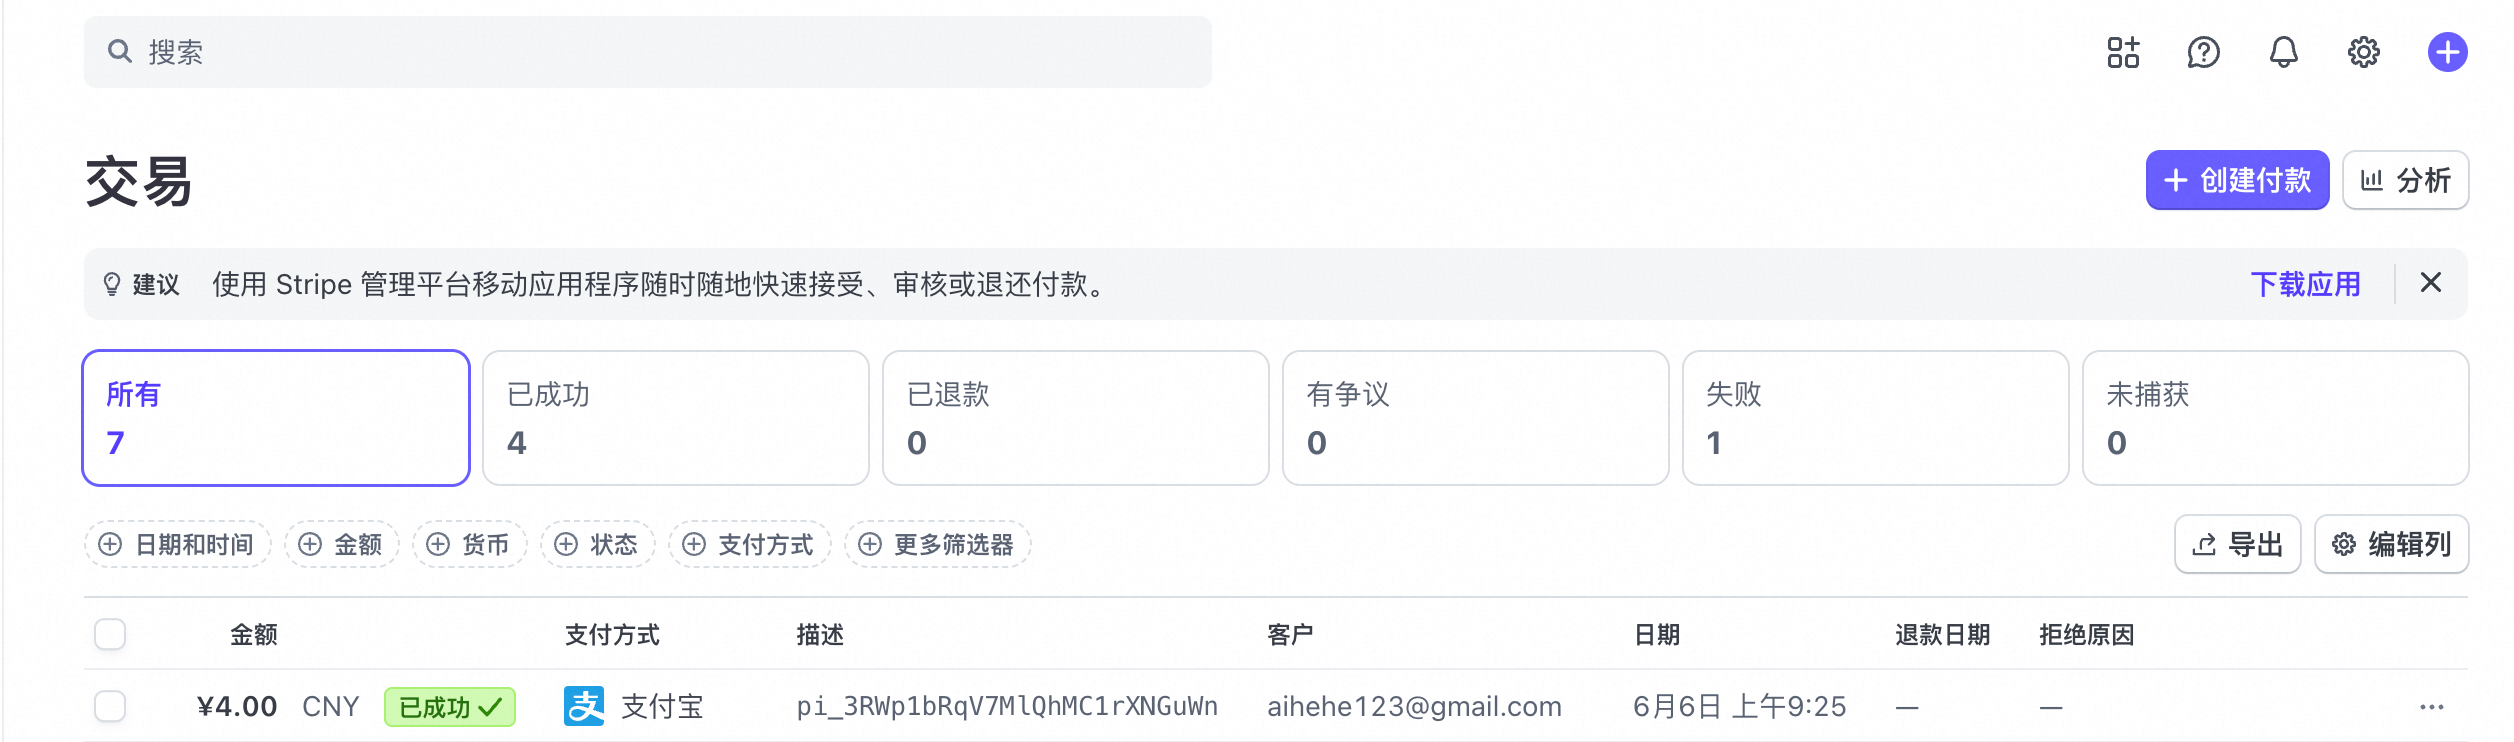 搜索
交易
创建付款
分析
建议 使用 Stripe 管理平台移动应用程序随时随地快速接受、审核或退还付款。 下载应用
所有 已成功 已退款 有争议 失败 未捕获
7 4 0 0 1 0
日期和时间 金额 货币 状态 支付方式 更多筛选器 导出 编辑列
金额 支付方式 描述 客户 日期 退款日期 拒绝原因
¥4.00 CNY 已成功 支 支付宝 pi_3RWp1bRqV7MlQhMC1rXNGuWn aihehe123@gmail.com 6月6日 上午9:25 — —